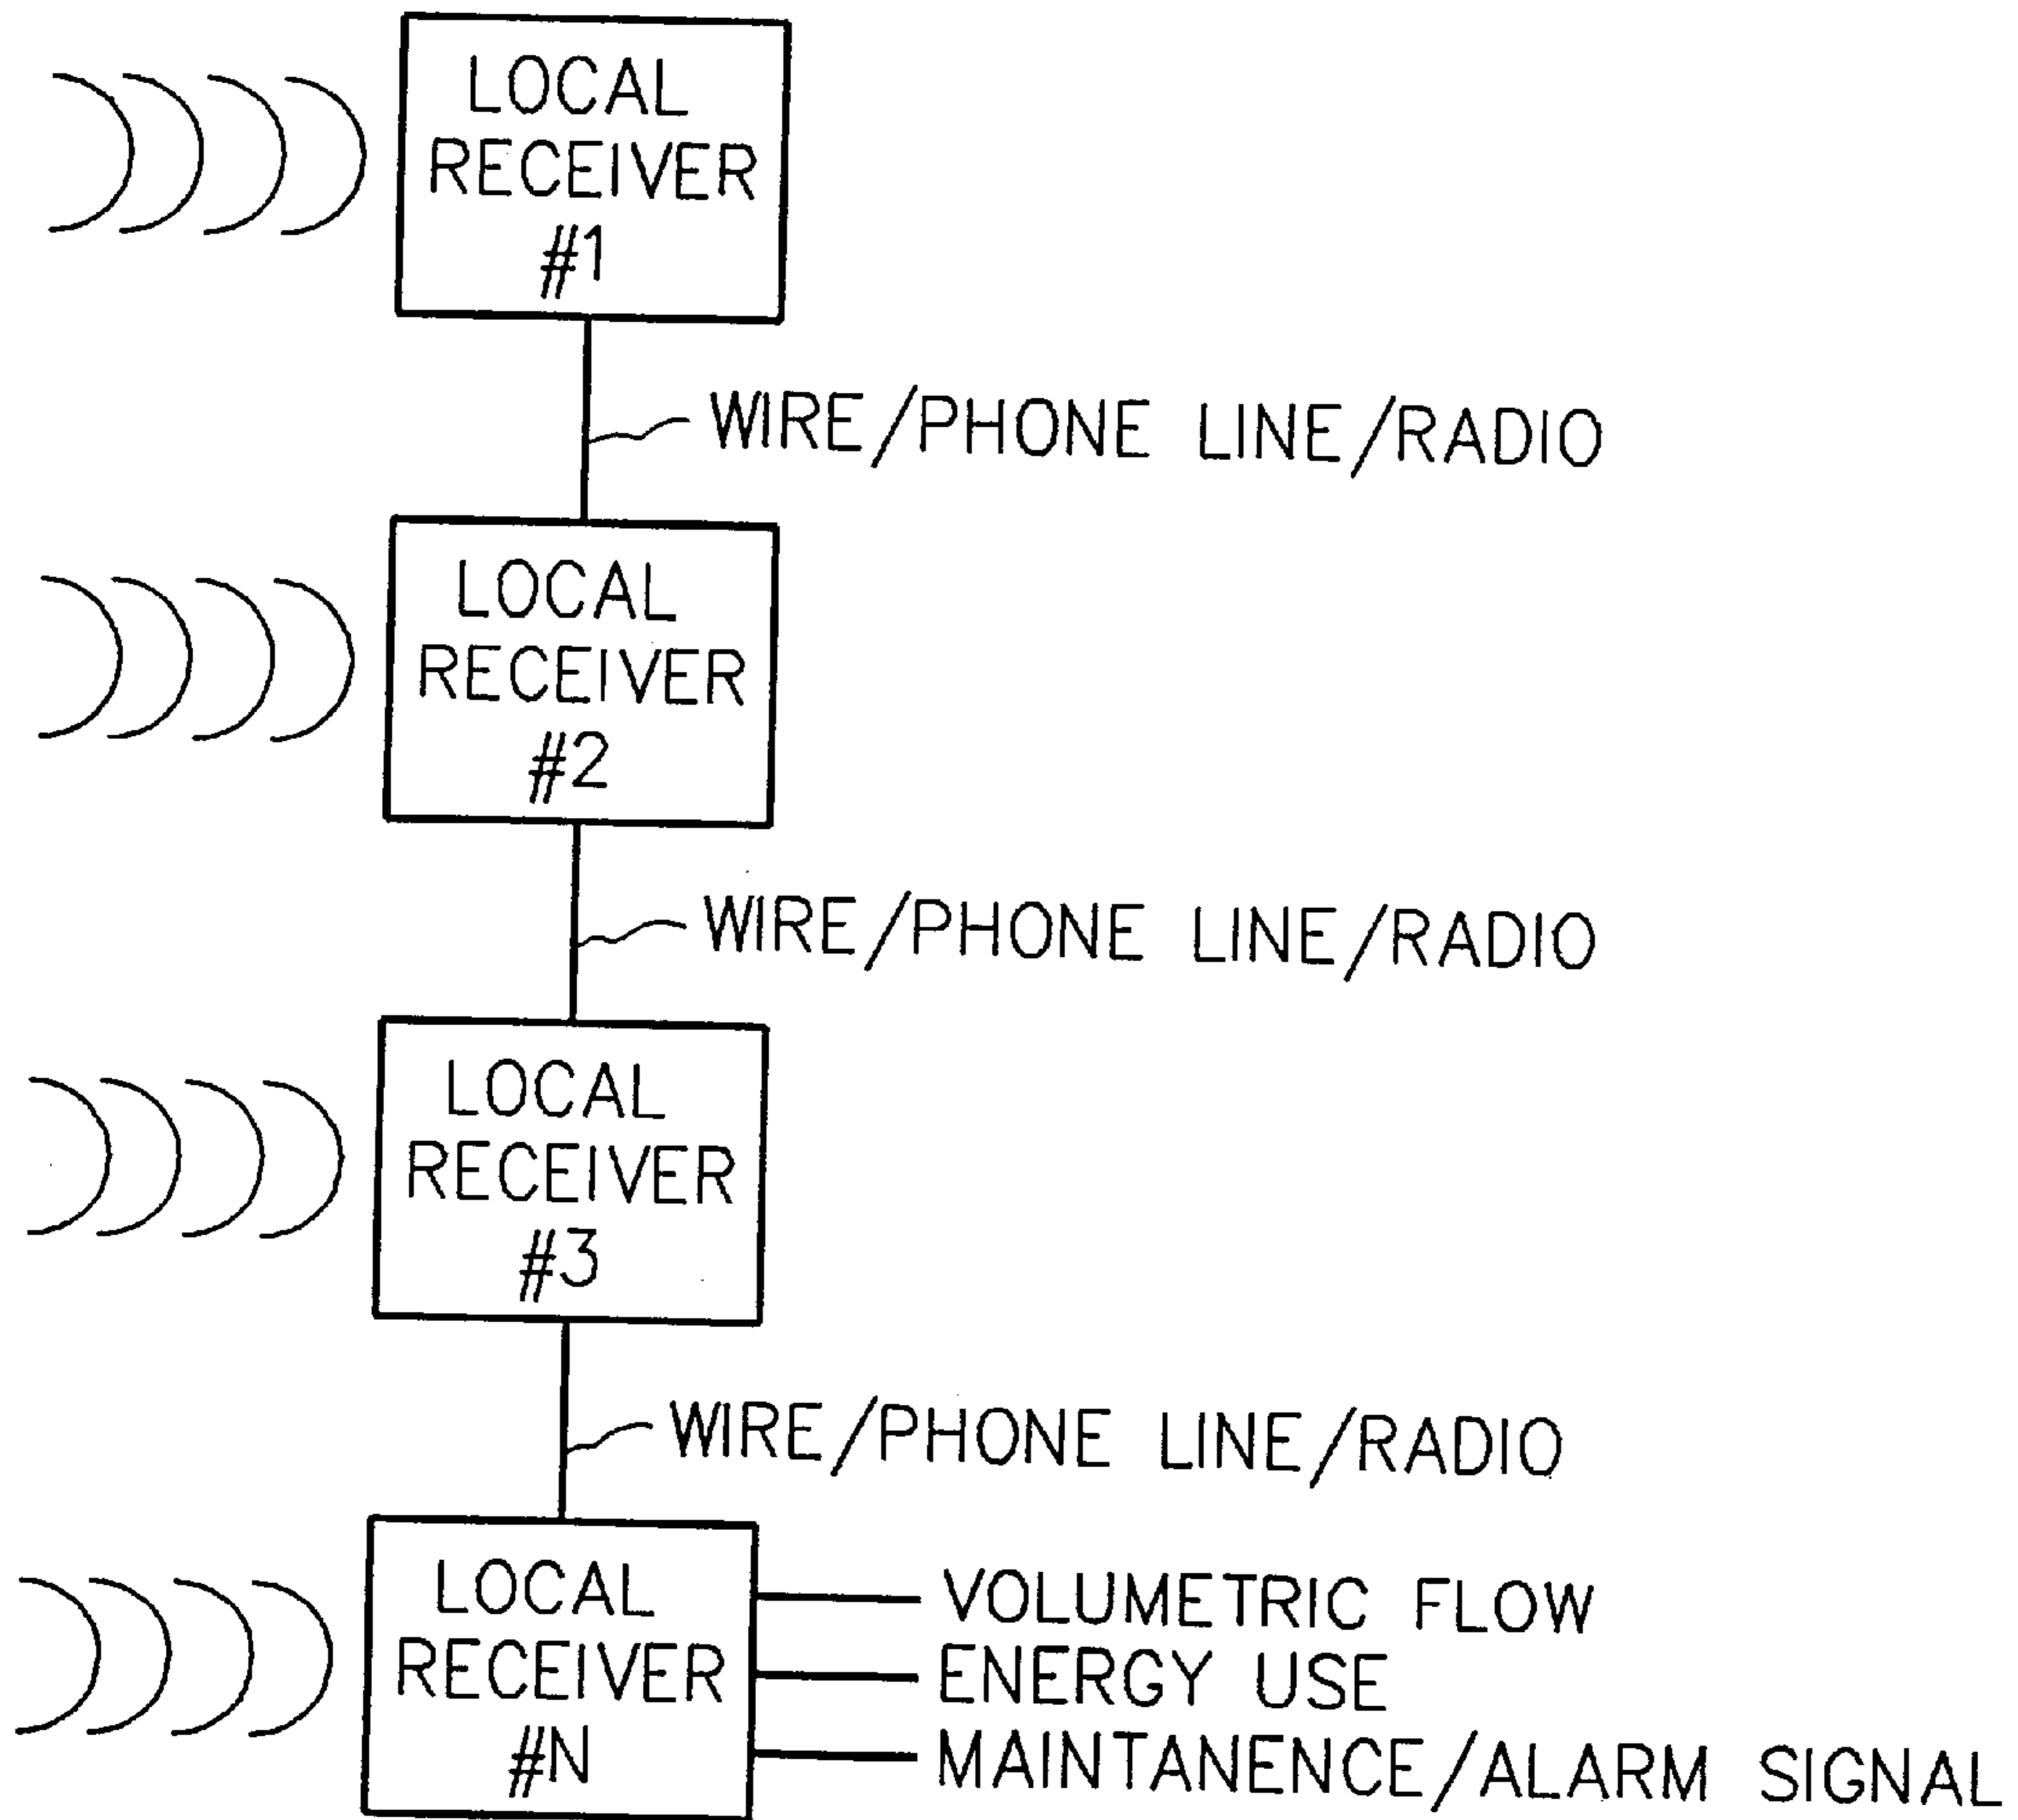 LOCAL
RECEIVER
#1
WIRE/PHONE LINE/RADIO
LOCAL
RECEIVER
#2
WIRE/PHONE LINE/RADIO
LOCAL
RECEIVER
#3
WIRE/PHONE LINE/RADIO
LOCAL
RECEIVER
#N
VOLUMETRIC FLOW
ENERGY USE
MAINTANENCE/ALARM SIGNAL